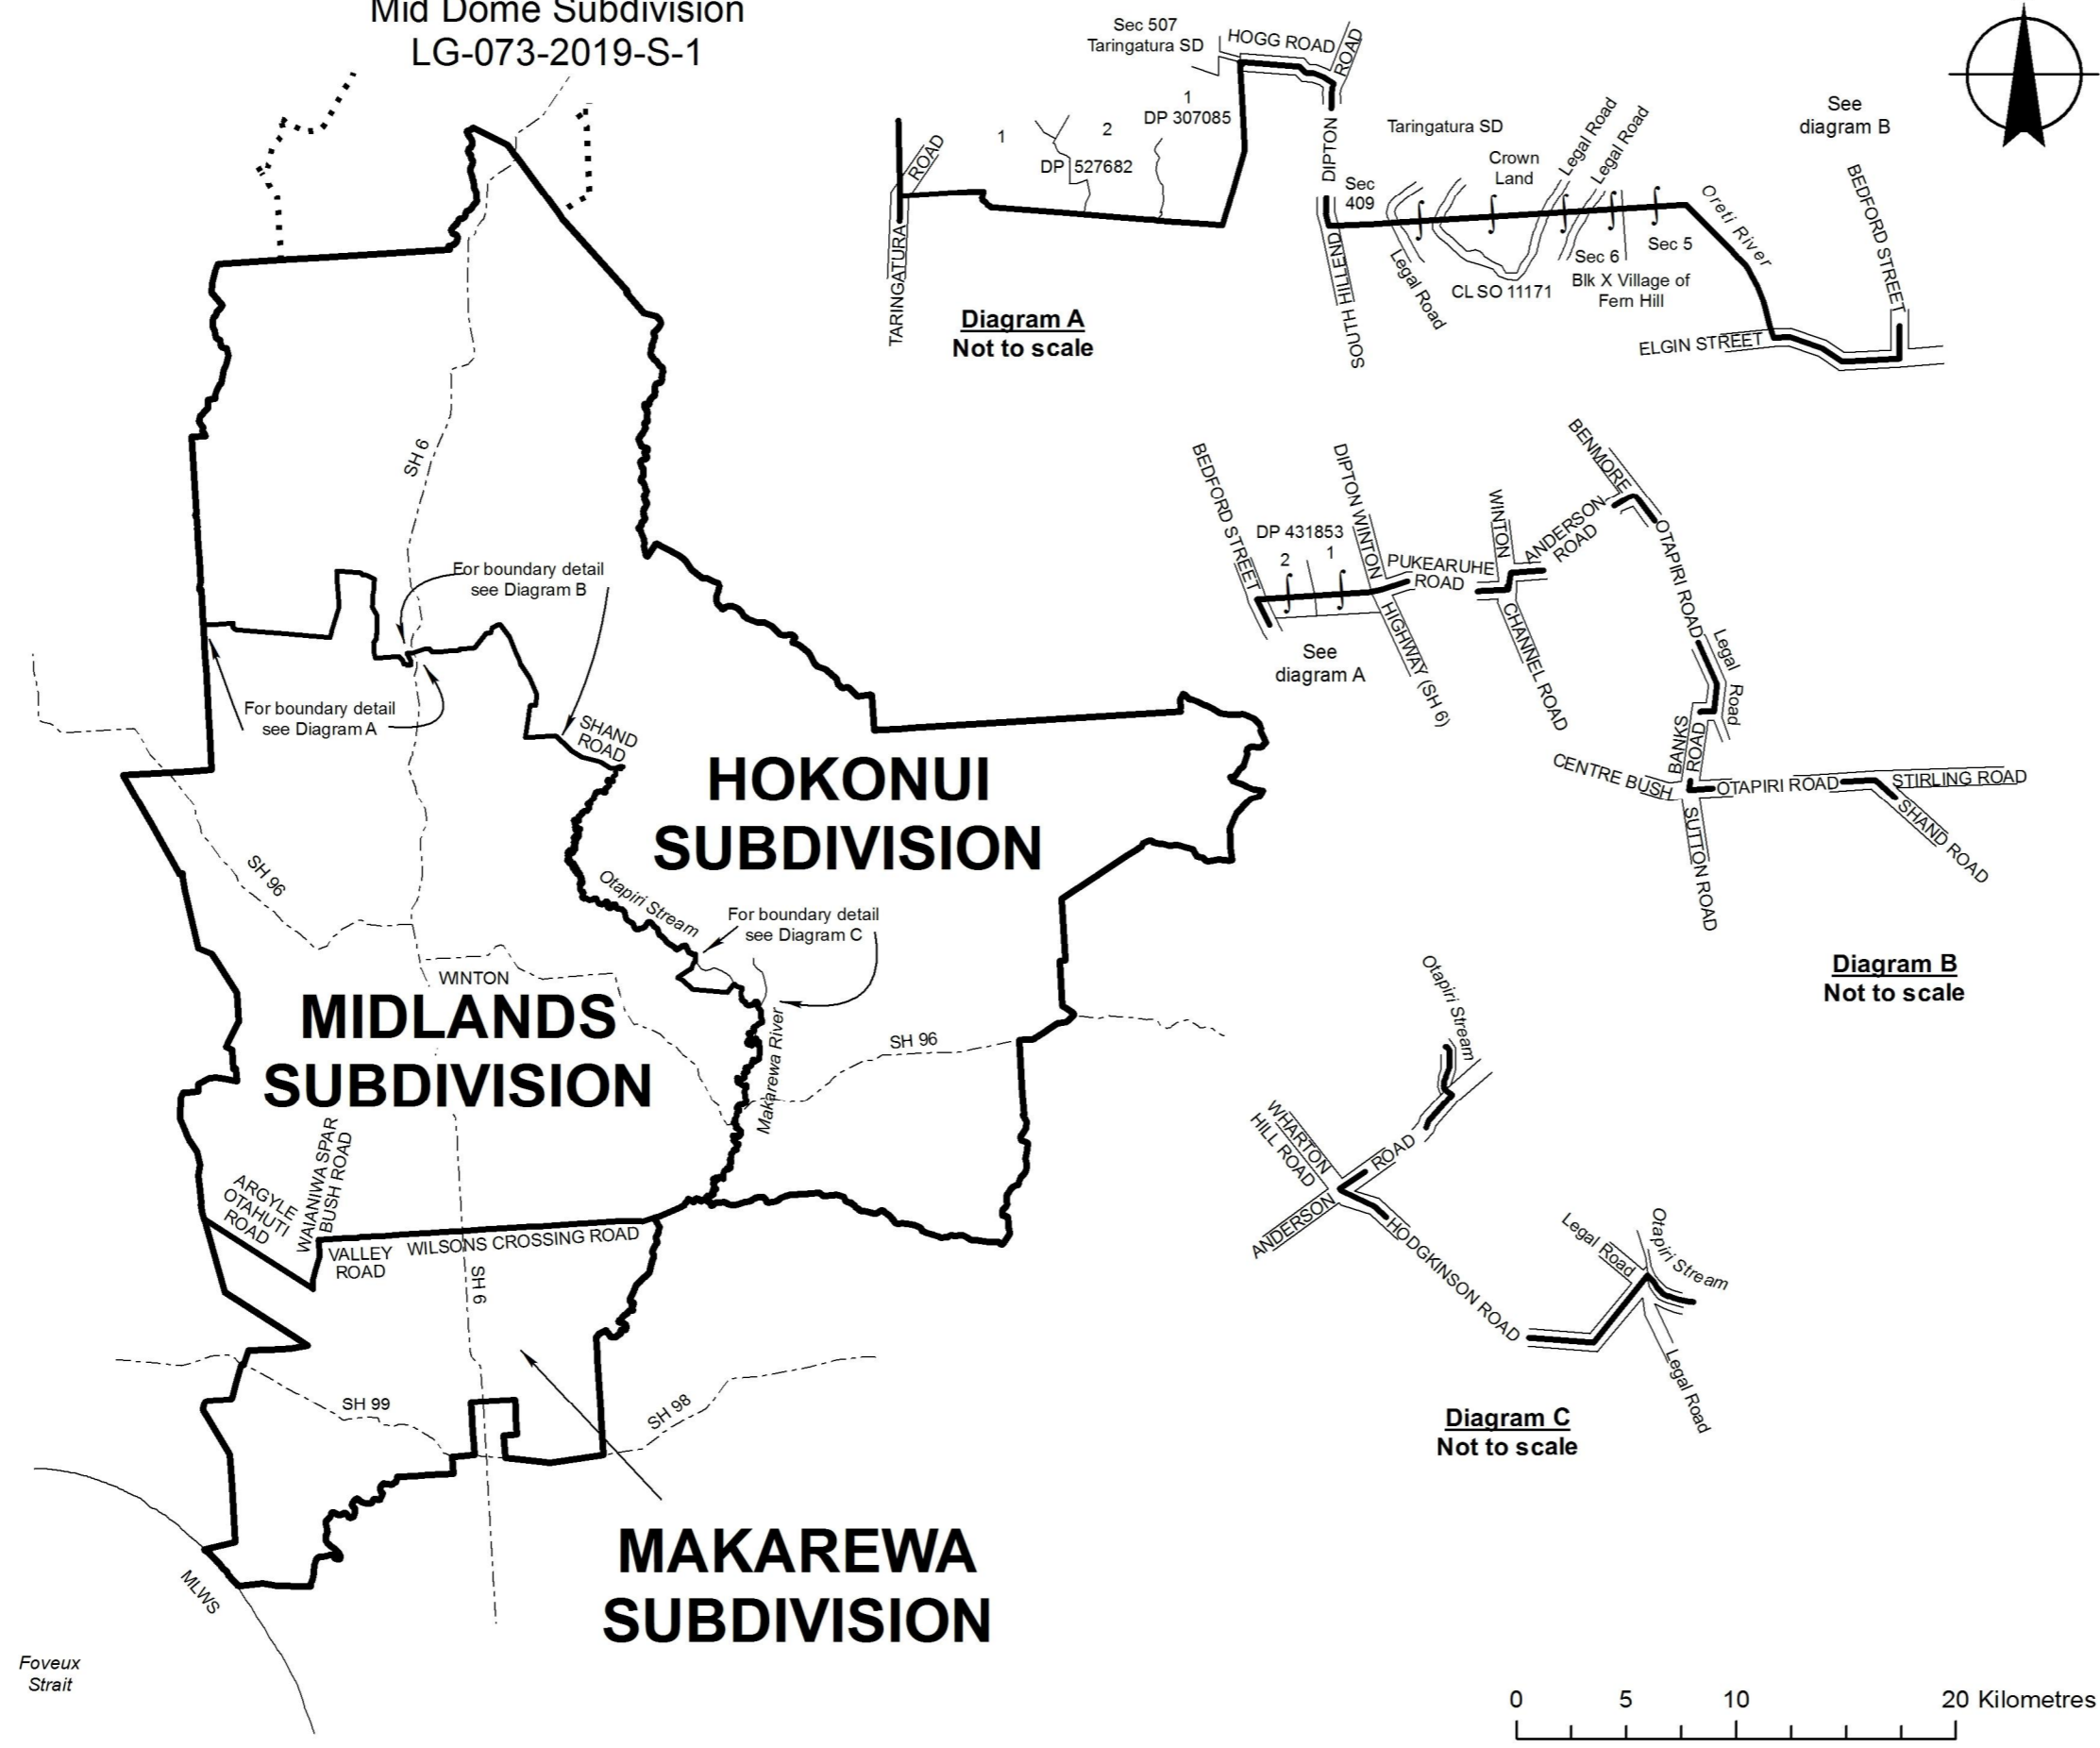 Mid Dome Subdivision
LG-073-2019-S-1
Sec 507
Taringatura SD
HOGG ROAD
ROAD
1
DP 307085
2
1
DP 527682
ROAD
TARINGATURA
DIPTON
Sec
409
SOUTH HILLEND
Taringatura SD
Crown
Land
Legal Road
Legal Road
Legal Road
CL SO 11171
Sec 6
Sec 5
Blk X Village of
Fern Hill
Oreti River
See
diagram B
BEDFORD STREET
ELGIN STREET
Diagram A
Not to scale
SH 6
For boundary detail
see Diagram B
For boundary detail
see Diagram A
SHAND
ROAD
HOKONUI
SUBDIVISION
SH 96
Otapiri Stream
For boundary detail
see Diagram C
WINTON
MIDLANDS
SUBDIVISION
Makarewa River
SH 96
ARGYLE
OTAHUTI
ROAD
WAIANIWA SPAR
BUSH ROAD
VALLEY
ROAD
WILSONS CROSSING ROAD
SH 6
SH 99
SH 98
MAKAREWA
SUBDIVISION
MLWS
Foveux
Strait
BEDFORD STREET
DP 431853
2
1
See
diagram A
DIPTON WINTON
HIGHWAY (SH 6)
PUKEARUHE
ROAD
WINTON
CHANNEL ROAD
ANDERSON
ROAD
BENMORE
OTAPIRI ROAD
Legal
Road
BANKS
ROAD
CENTRE BUSH
OTAPIRI ROAD
STIRLING ROAD
SHAND ROAD
SUTTON ROAD
Diagram B
Not to scale
Otapiri Stream
WHARTON
HILL ROAD
ROAD
ANDERSON
HODGKINSON ROAD
Legal Road
Otapiri Stream
Legal Road
Diagram C
Not to scale
0 5 10 20 Kilometres